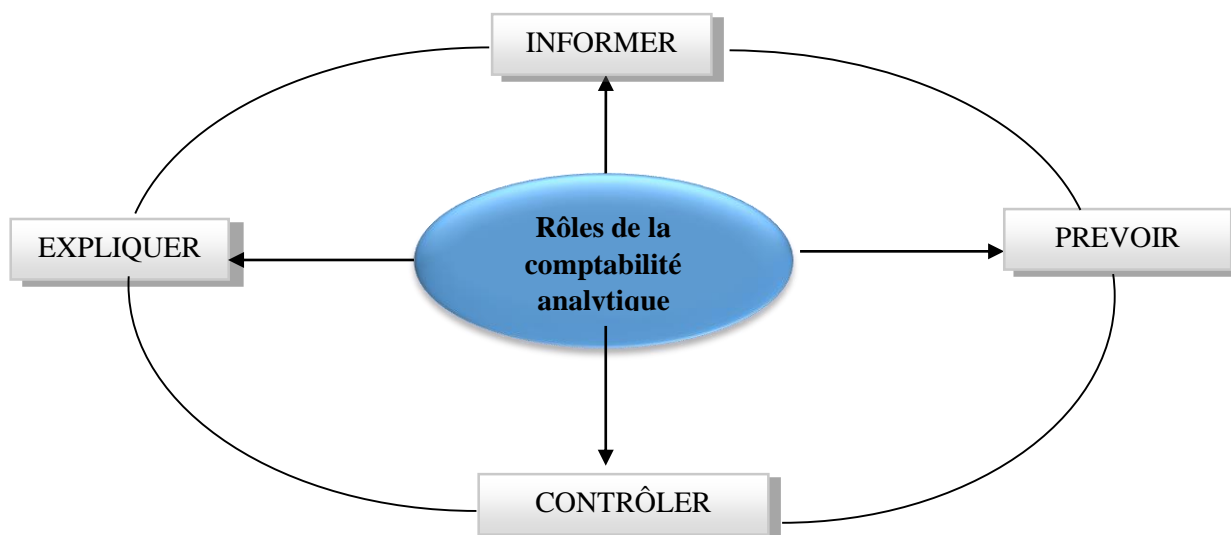 INFORMER
EXPLIQUER
Rôles de la
comptabilité
analytique
PREVOIR
CONTRÔLER